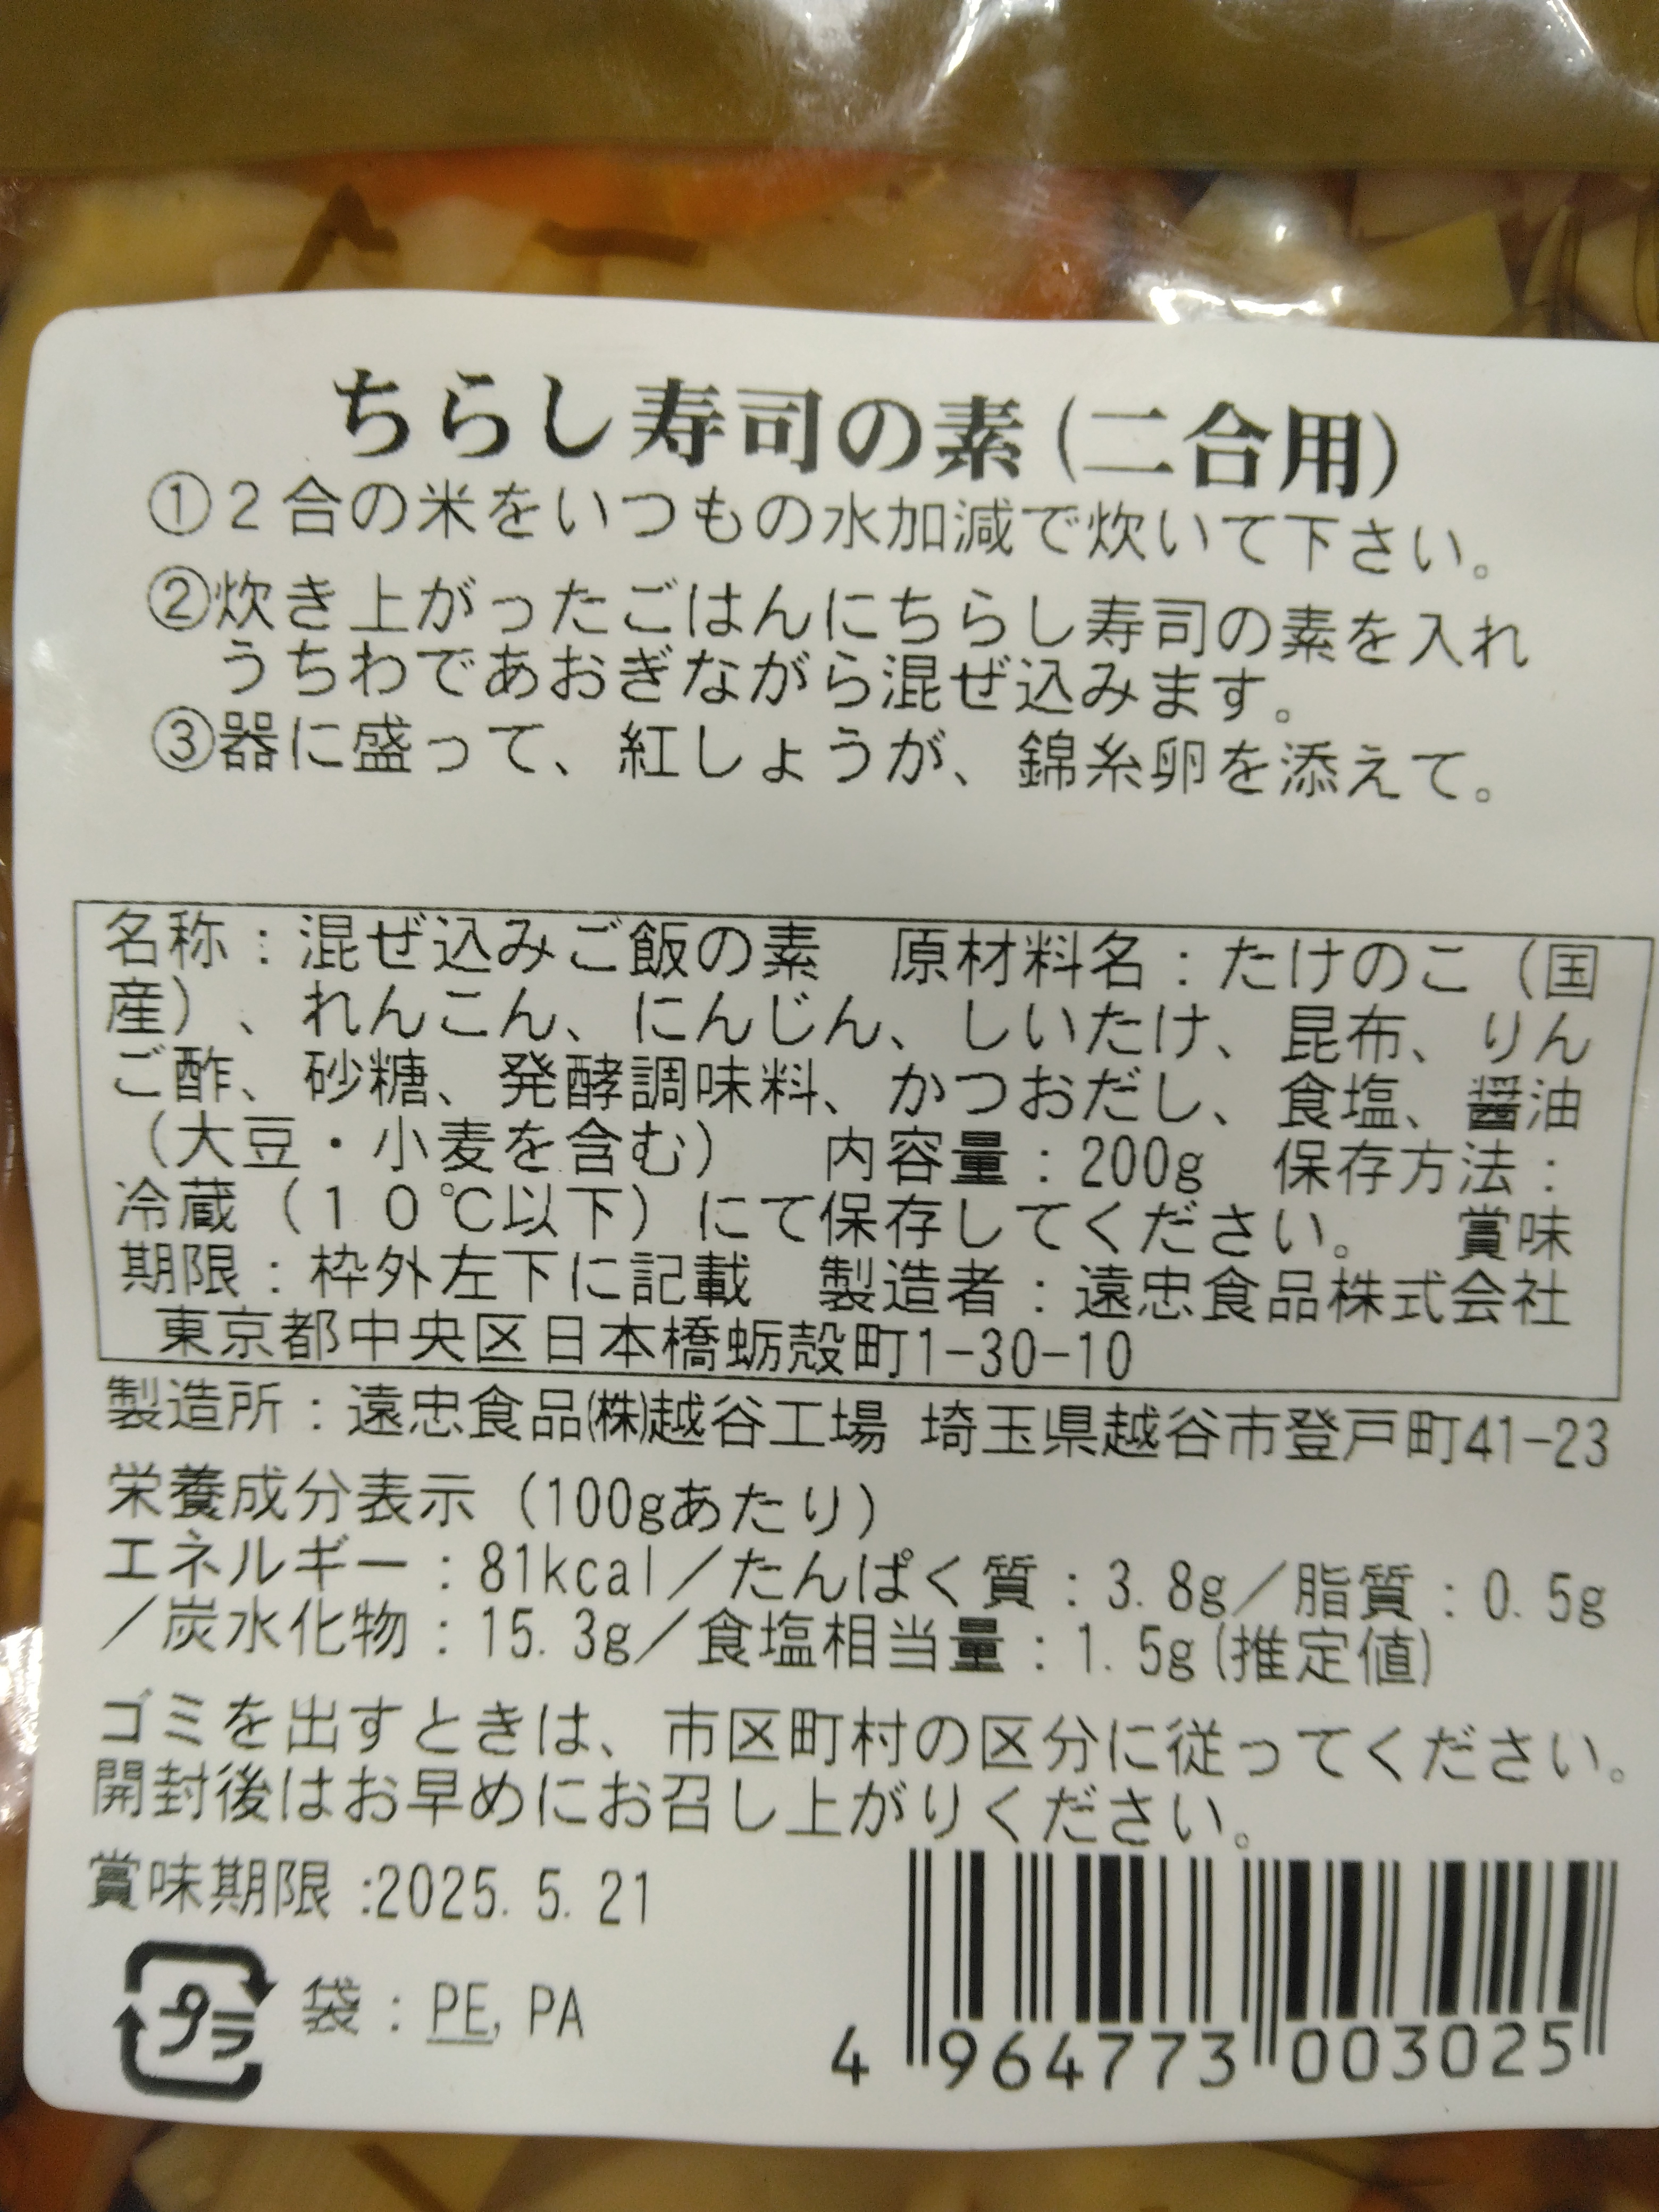 ちらし寿司の素(二合用)
①2合の米をいつもの水加減で炊いて下さい。
②炊き上がったごはんにちらし寿司の素を入れ
うちわであおぎながら混ぜ込みます。
③器に盛って、紅しょうが、錦糸卵を添えて。
名称：混ぜ込みご飯の素　原材料名：たけのこ（国
産）、れんこん、にんじん、しいたけ、昆布、りん
ご酢、砂糖、発酵調味料、かつおだし、食塩、醤油
（大豆・小麦を含む）　内容量：200g　保存方法：
冷蔵（１０℃以下）にて保存してください。　賞味
期限：枠外左下に記載　製造者：遠忠食品株式会社
東京都中央区日本橋蛎殻町1-30-10
製造所：遠忠食品㈱越谷工場 埼玉県越谷市登戸町41-23
栄養成分表示（100gあたり）
エネルギー：81kcal／たんぱく質：3.8g／脂質：0.5g
／炭水化物：15.3g／食塩相当量：1.5g(推定値)
ゴミを出すときは、市区町村の区分に従ってください。
開封後はお早めにお召し上がりください。
賞味期限:2025.5.21
プラ 袋：PE, PA
4 964773 003025